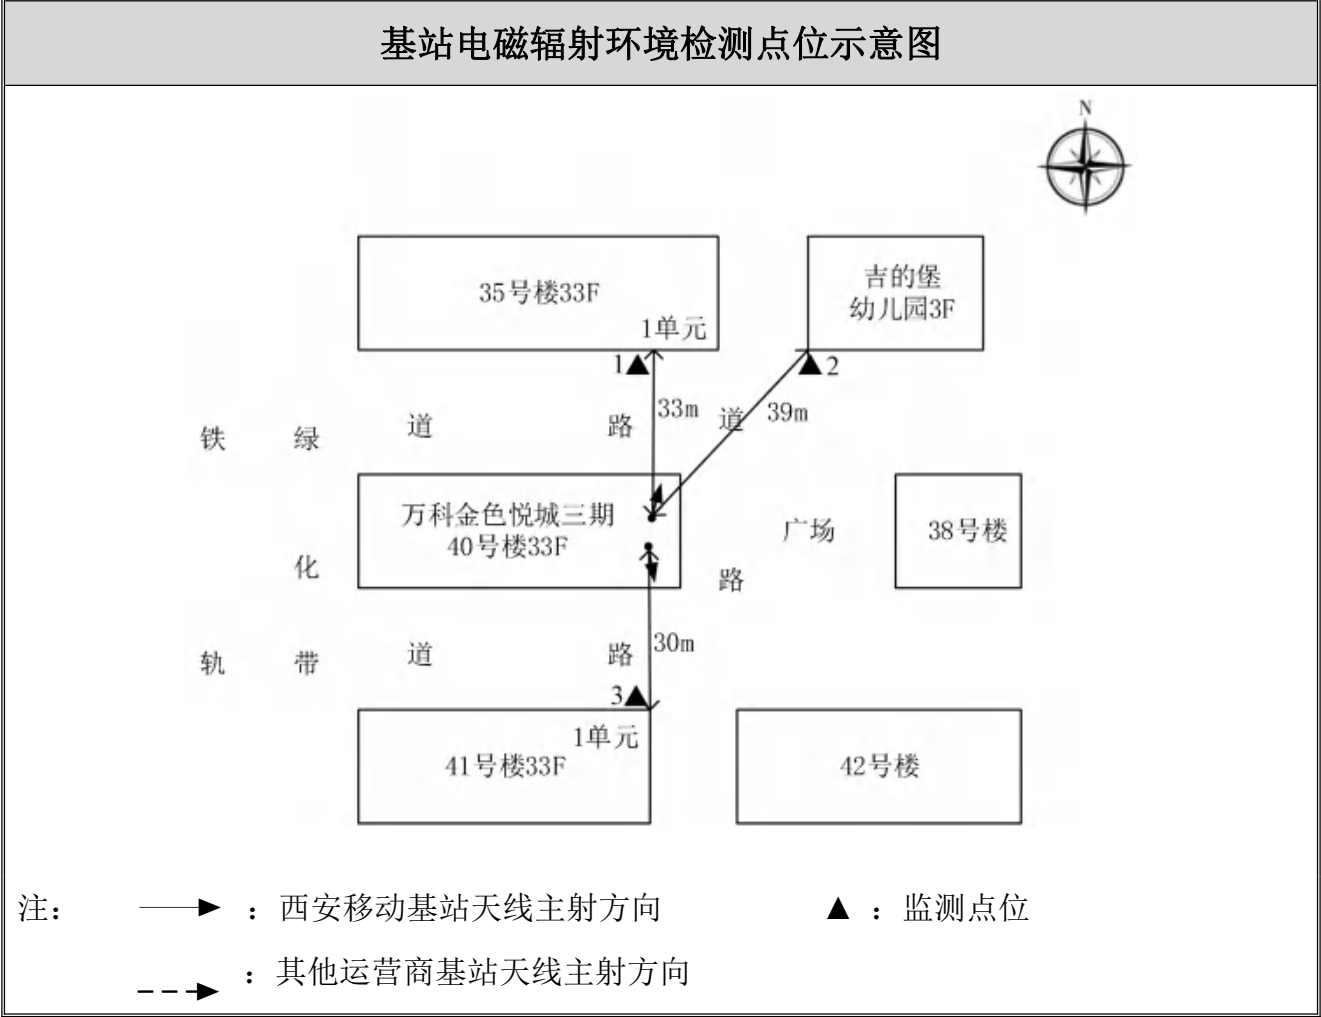 基站电磁辐射环境检测点位示意图
N
35号楼33F
1单元
吉的堡
幼儿园3F
1
2
33m
39m
铁
绿
道
路
道
万科金色悦城三期
40号楼33F
广场
38号楼
化
路
30m
轨
带
道
路
3
1单元
41号楼33F
42号楼
注：
：西安移动基站天线主射方向
▲：监测点位
：其他运营商基站天线主射方向